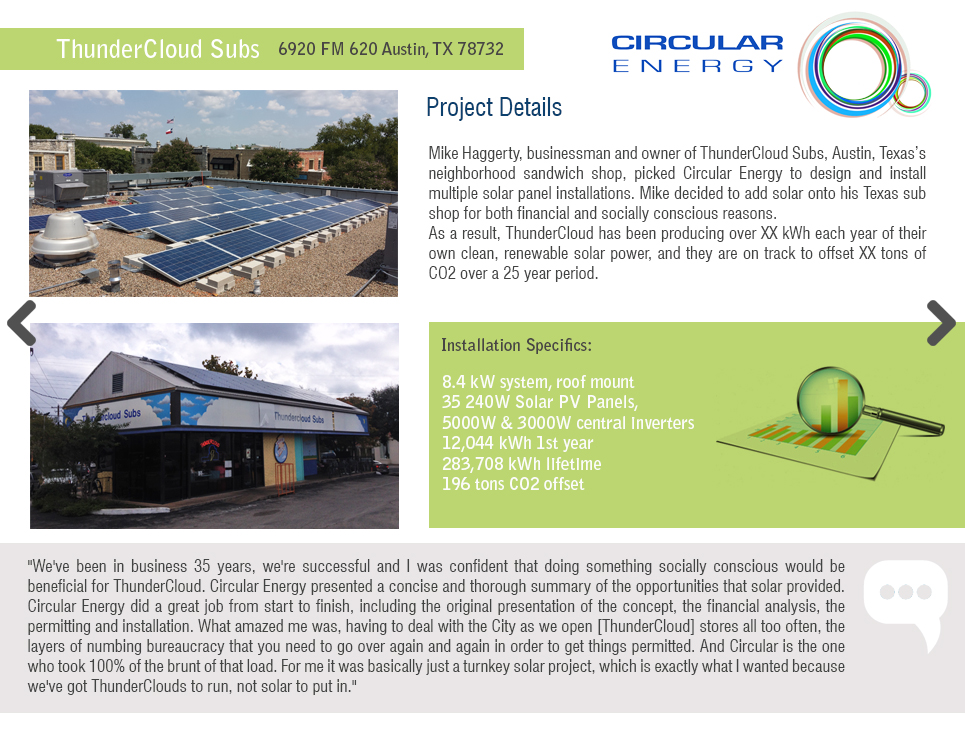 ThunderCloud Subs 6920 FM 620 Austin, TX 78732
CIRCULAR
ENERGY
Project Details
Mike Haggerty, businessman and owner of ThunderCloud Subs, Austin, Texas's
neighborhood sandwich shop, picked Circular Energy to design and install
multiple solar panel installations. Mike decided to add solar onto his Texas sub
shop for both financial and socially conscious reasons.
As a result, ThunderCloud has been producing over XX kWh each year of their
own clean, renewable solar power, and they are on track to offset XX tons of
CO2 over a 25 year period.
Thundercloud Subs
Thundercloud Subs
Installation Specifics:
8.4 kW system, roof mount
35 240W Solar PV Panels,
5000W & 3000W central inverters
12,044 kWh 1st year
283,708 kWh lifetime
196 tons CO2 offset
"We've been in business 35 years, we're successful and I was confident that doing something socially conscious would be
beneficial for ThunderCloud. Circular Energy presented a concise and thorough summary of the opportunities that solar provided.
Circular Energy did a great job from start to finish, including the original presentation of the concept, the financial analysis, the
permitting and installation. What amazed me was, having to deal with the City as we open [ThunderCloud] stores all too often, the
layers of numbing bureaucracy that you need to go over again and again in order to get things permitted. And Circular is the one
who took 100% of the brunt of that load. For me it was basically just a turnkey solar project, which is exactly what I wanted because
we've got ThunderClouds to run, not solar to put in."